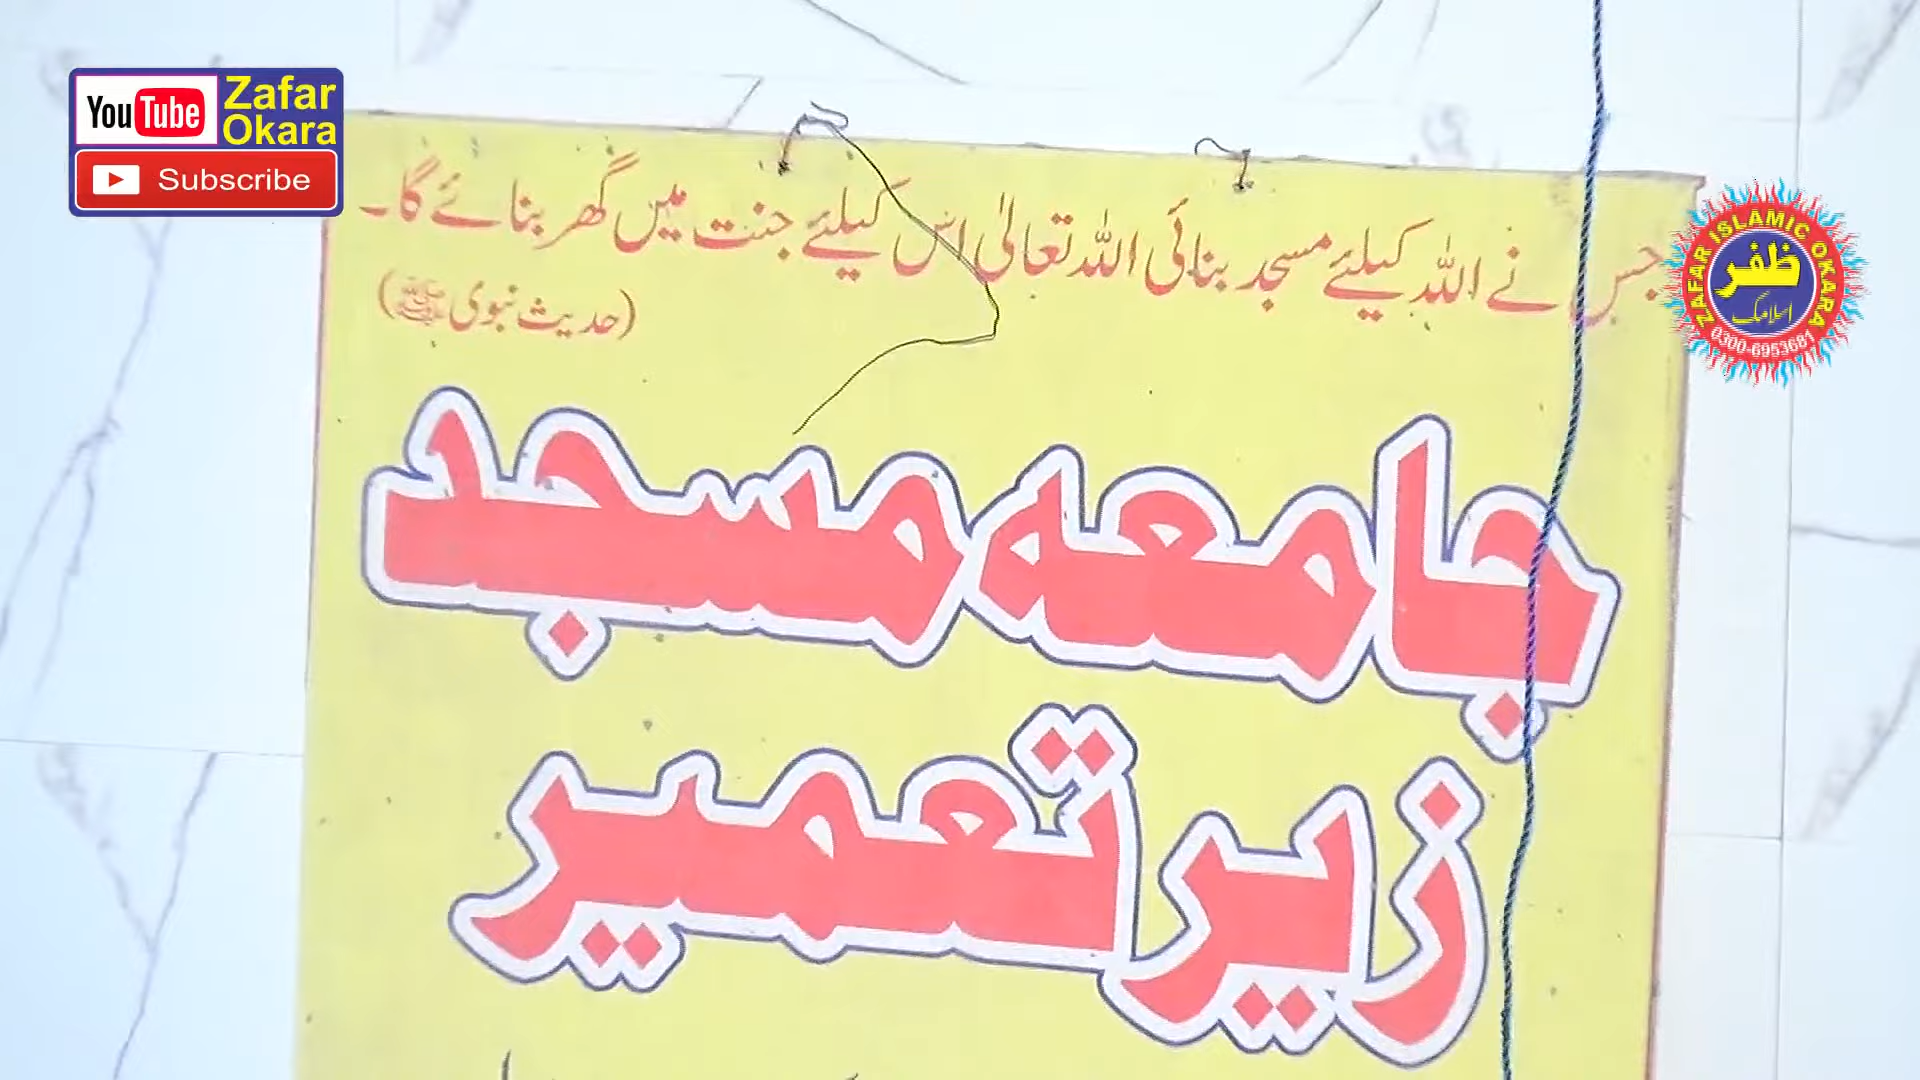 YouTube
Zafar
Okara
Subscribe
جس نے اللہ کیلئے مسجد بنائی اللہ تعالیٰ اس کیلئے جنت میں گھر بنائے گا۔
(حدیث نبوی ﷺ)
ZAFAR ISLAMIC OKARA
ظفر
اسلامک
0300-6953681
جامعہ مسجد
زیر تعمیر